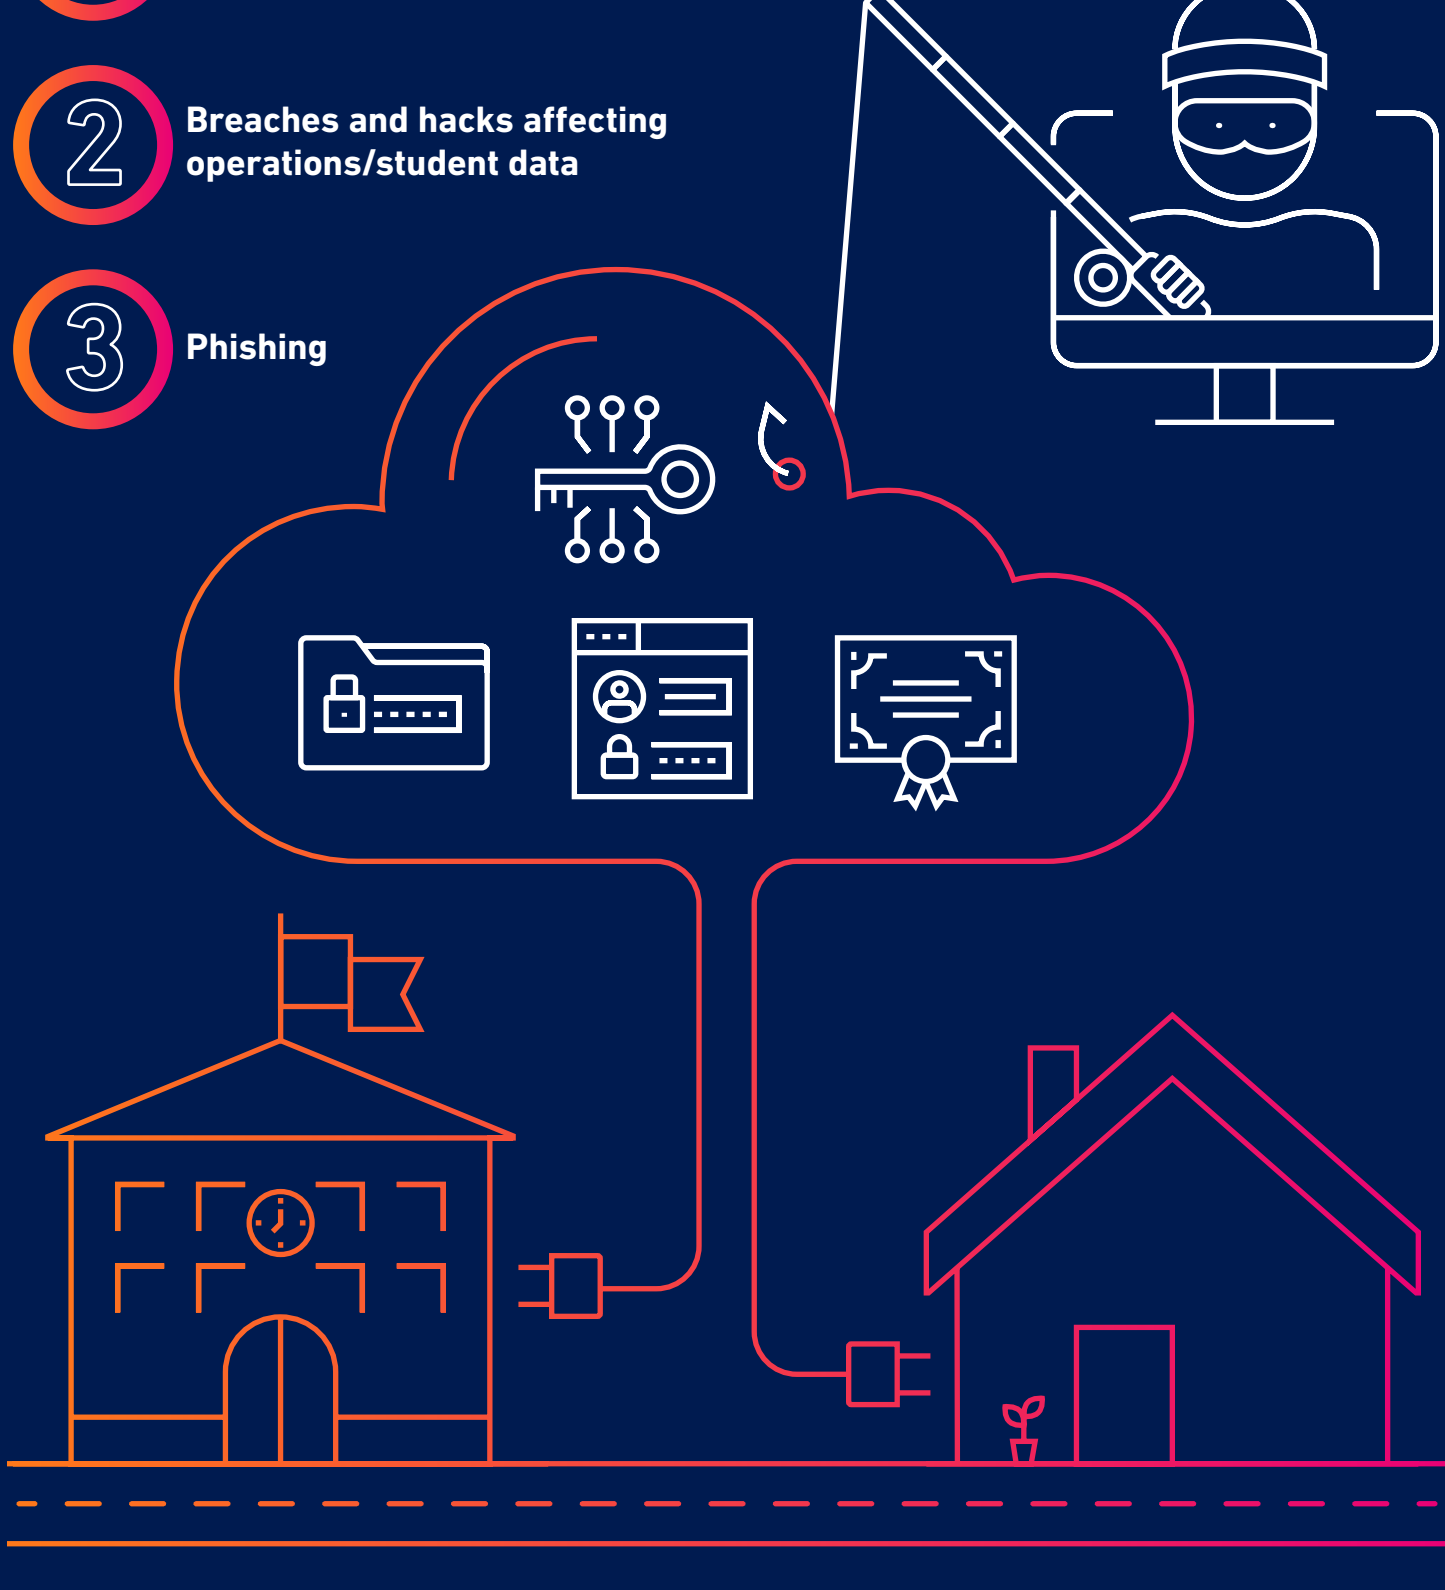 2
Breaches and hacks affecting
operations/student data
3
Phishing